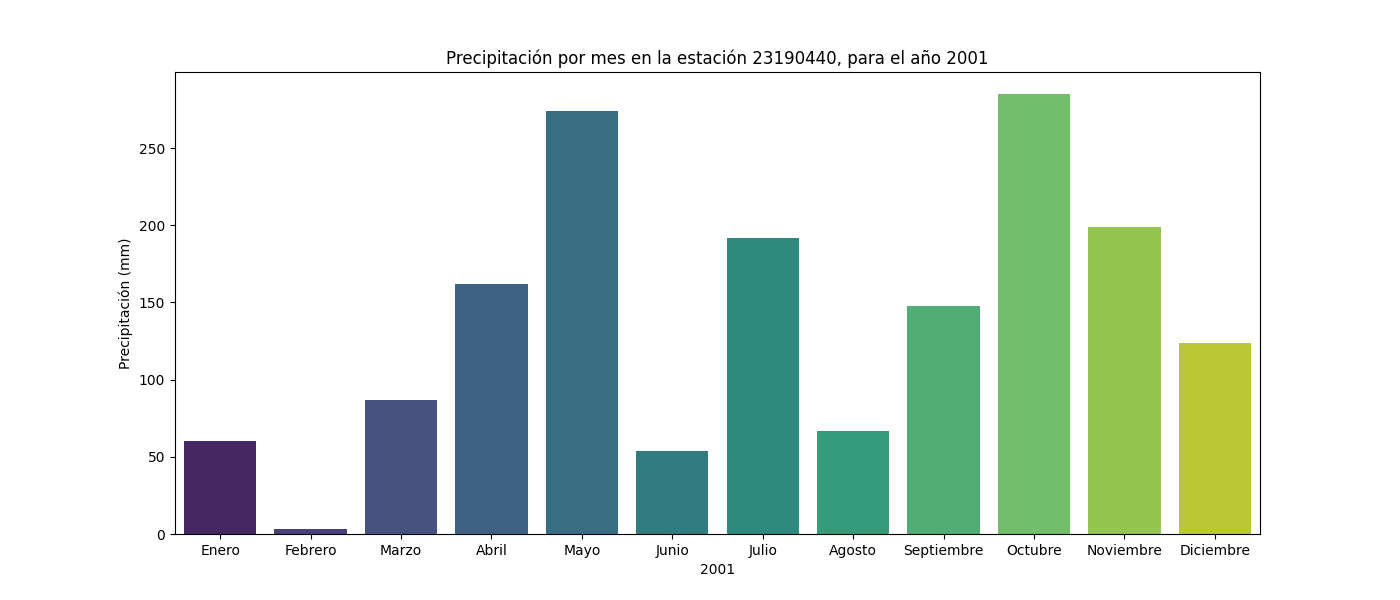 Precipitación por mes en la estación 23190440, para el año 2001
Precipitación (mm)
250
200
150
100
50
0
Enero Febrero Marzo Abril Mayo Junio Julio Agosto Septiembre Octubre Noviembre Diciembre
2001